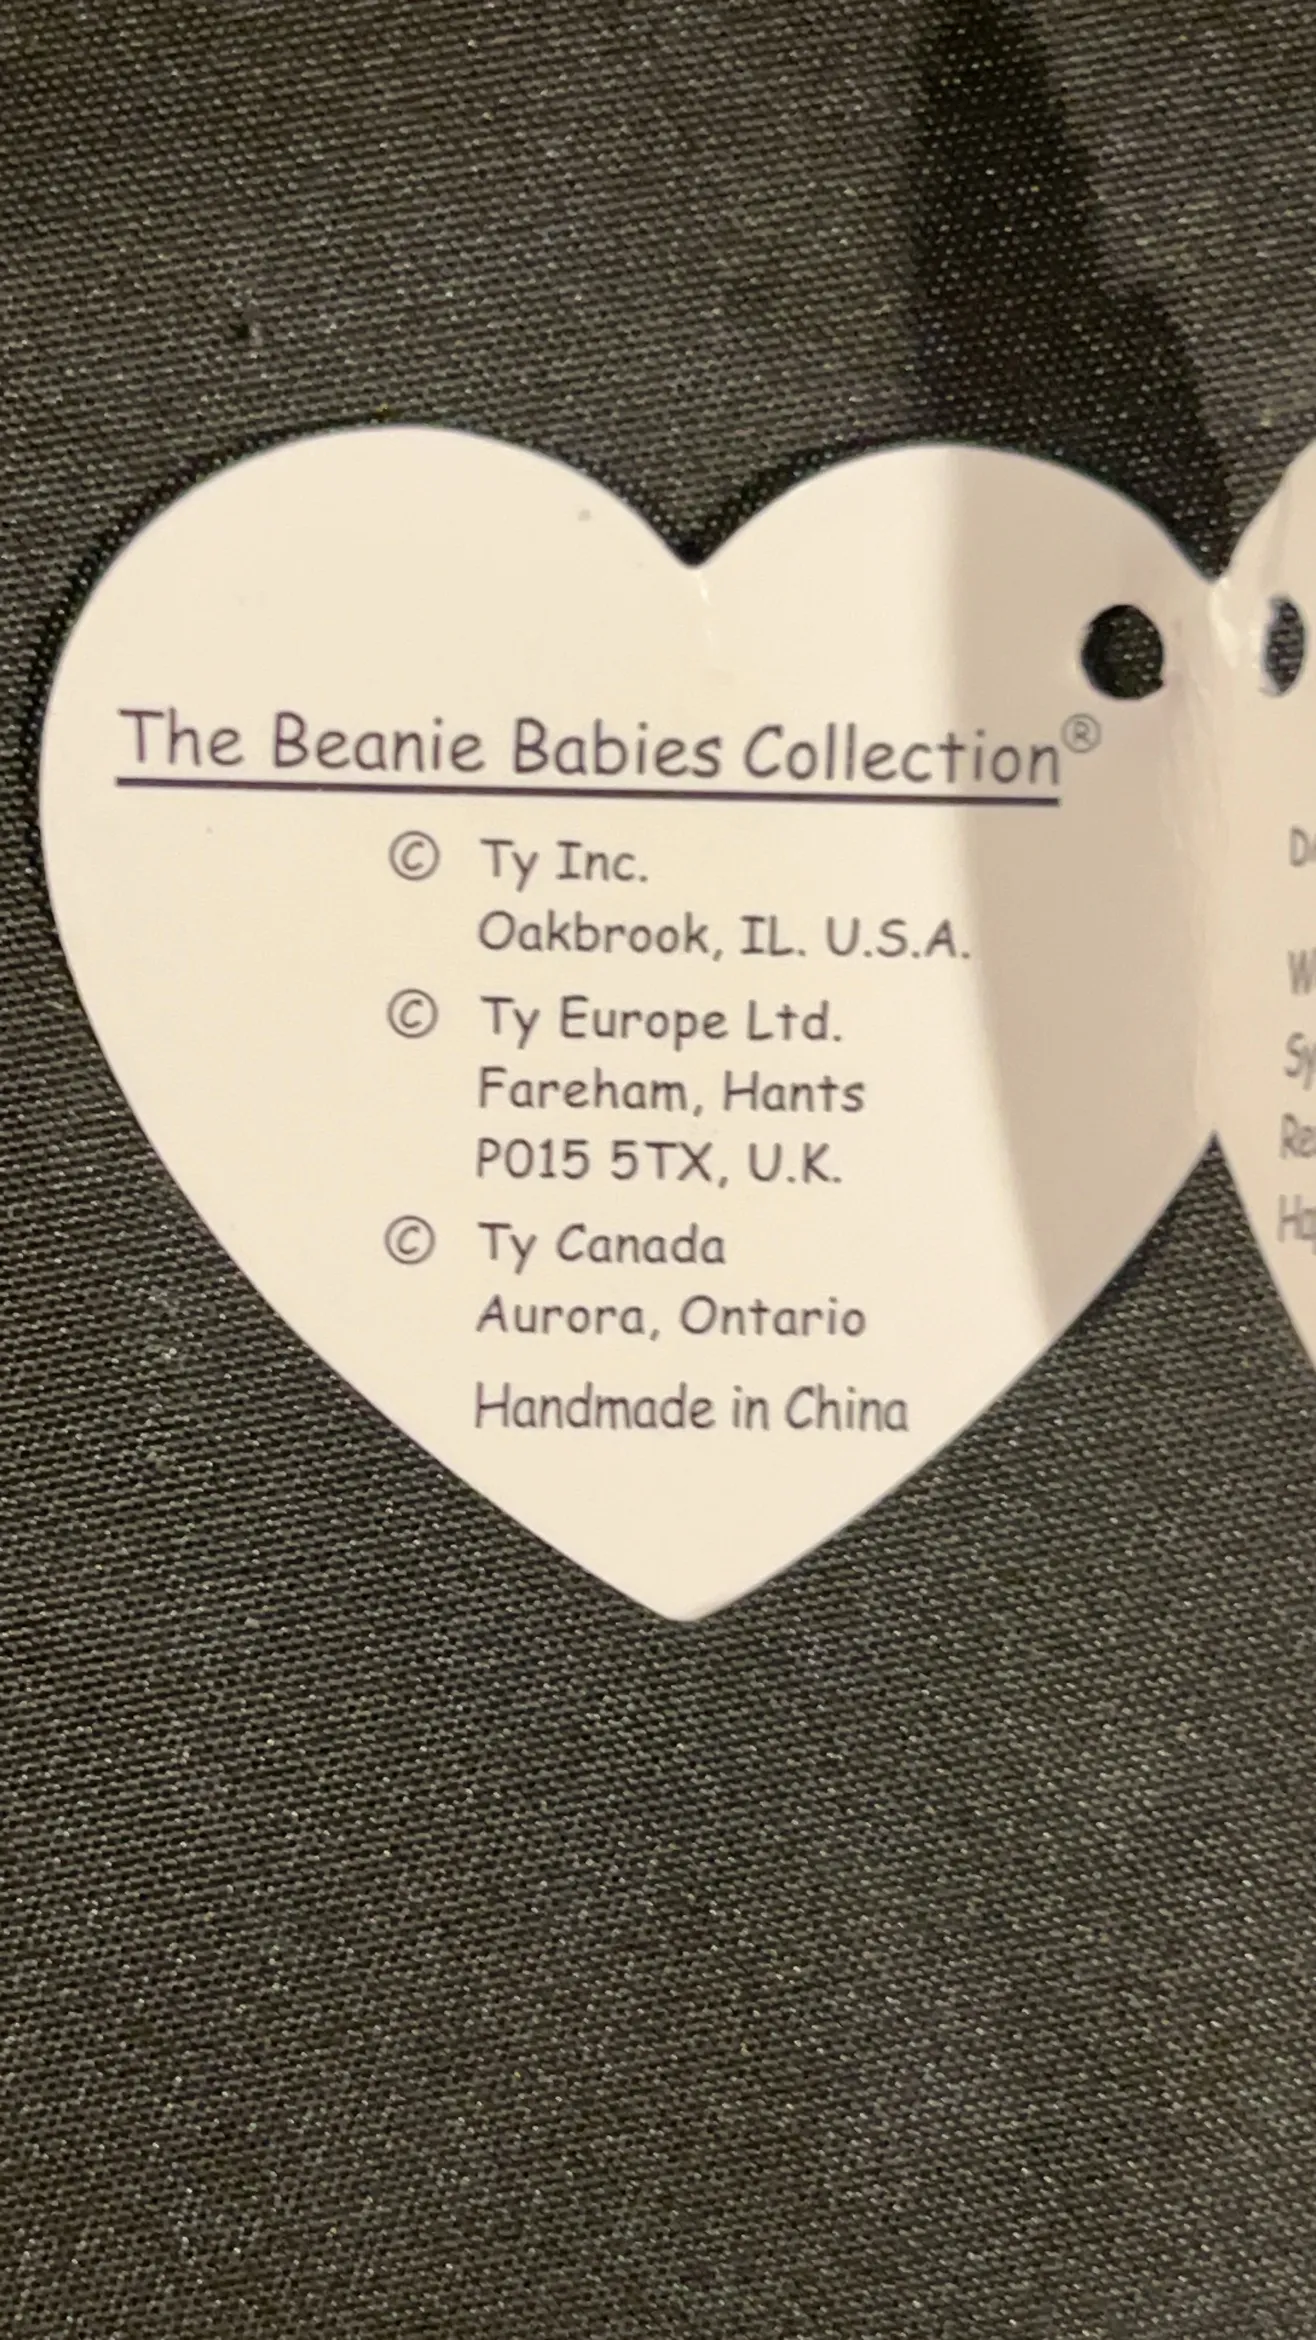 The Beanie Babies Collection®
© Ty Inc.
Oakbrook, IL. U.S.A.
© Ty Europe Ltd.
Fareham, Hants
PO15 5TX, U.K.
© Ty Canada
Aurora, Ontario
Handmade in China